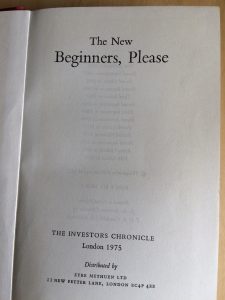 The New
Beginners, Please
THE INVESTORS CHRONICLE
London 1975
Distributed by
EYRE METHUEN LTD
11 NEW FETTER LANE, LONDON EC4P 4EE